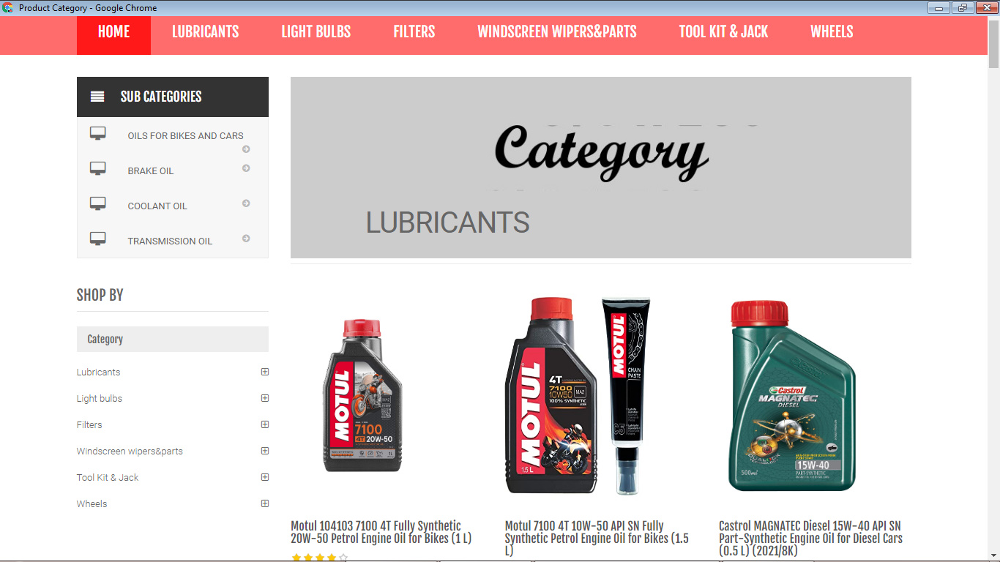 Product Category - Google Chrome
HOME LUBRICANTS LIGHT BULBS FILTERS WINDSCREEN WIPERS&PARTS TOOL KIT & JACK WHEELS
SUB CATEGORIES
OILS FOR BIKES AND CARS
BRAKE OIL
COOLANT OIL
TRANSMISSION OIL
Category
LUBRICANTS
SHOP BY
Category
Lubricants
Light bulbs
Filters
Windscreen wipers&parts
Tool Kit & Jack
Wheels
MOTUL
MA2
7100
4T 20W-50
1L
MOTUL
4T
7100
10W50
MA2
100% SYNTHETIC
1.5 L
MOTUL
CHAIN
PASTE
Castrol
MAGNATEC
DIESEL
15W-40
PART-SYNTHETIC
500ml
Motul 104103 7100 4T Fully Synthetic
20W-50 Petrol Engine Oil for Bikes (1 L)
Motul 7100 4T 10W-50 API SN Fully
Synthetic Petrol Engine Oil for Bikes (1.5
L)
Castrol MAGNATEC Diesel 15W-40 API SN
Part-Synthetic Engine Oil for Diesel Cars
(0.5 L) (2021/8K)